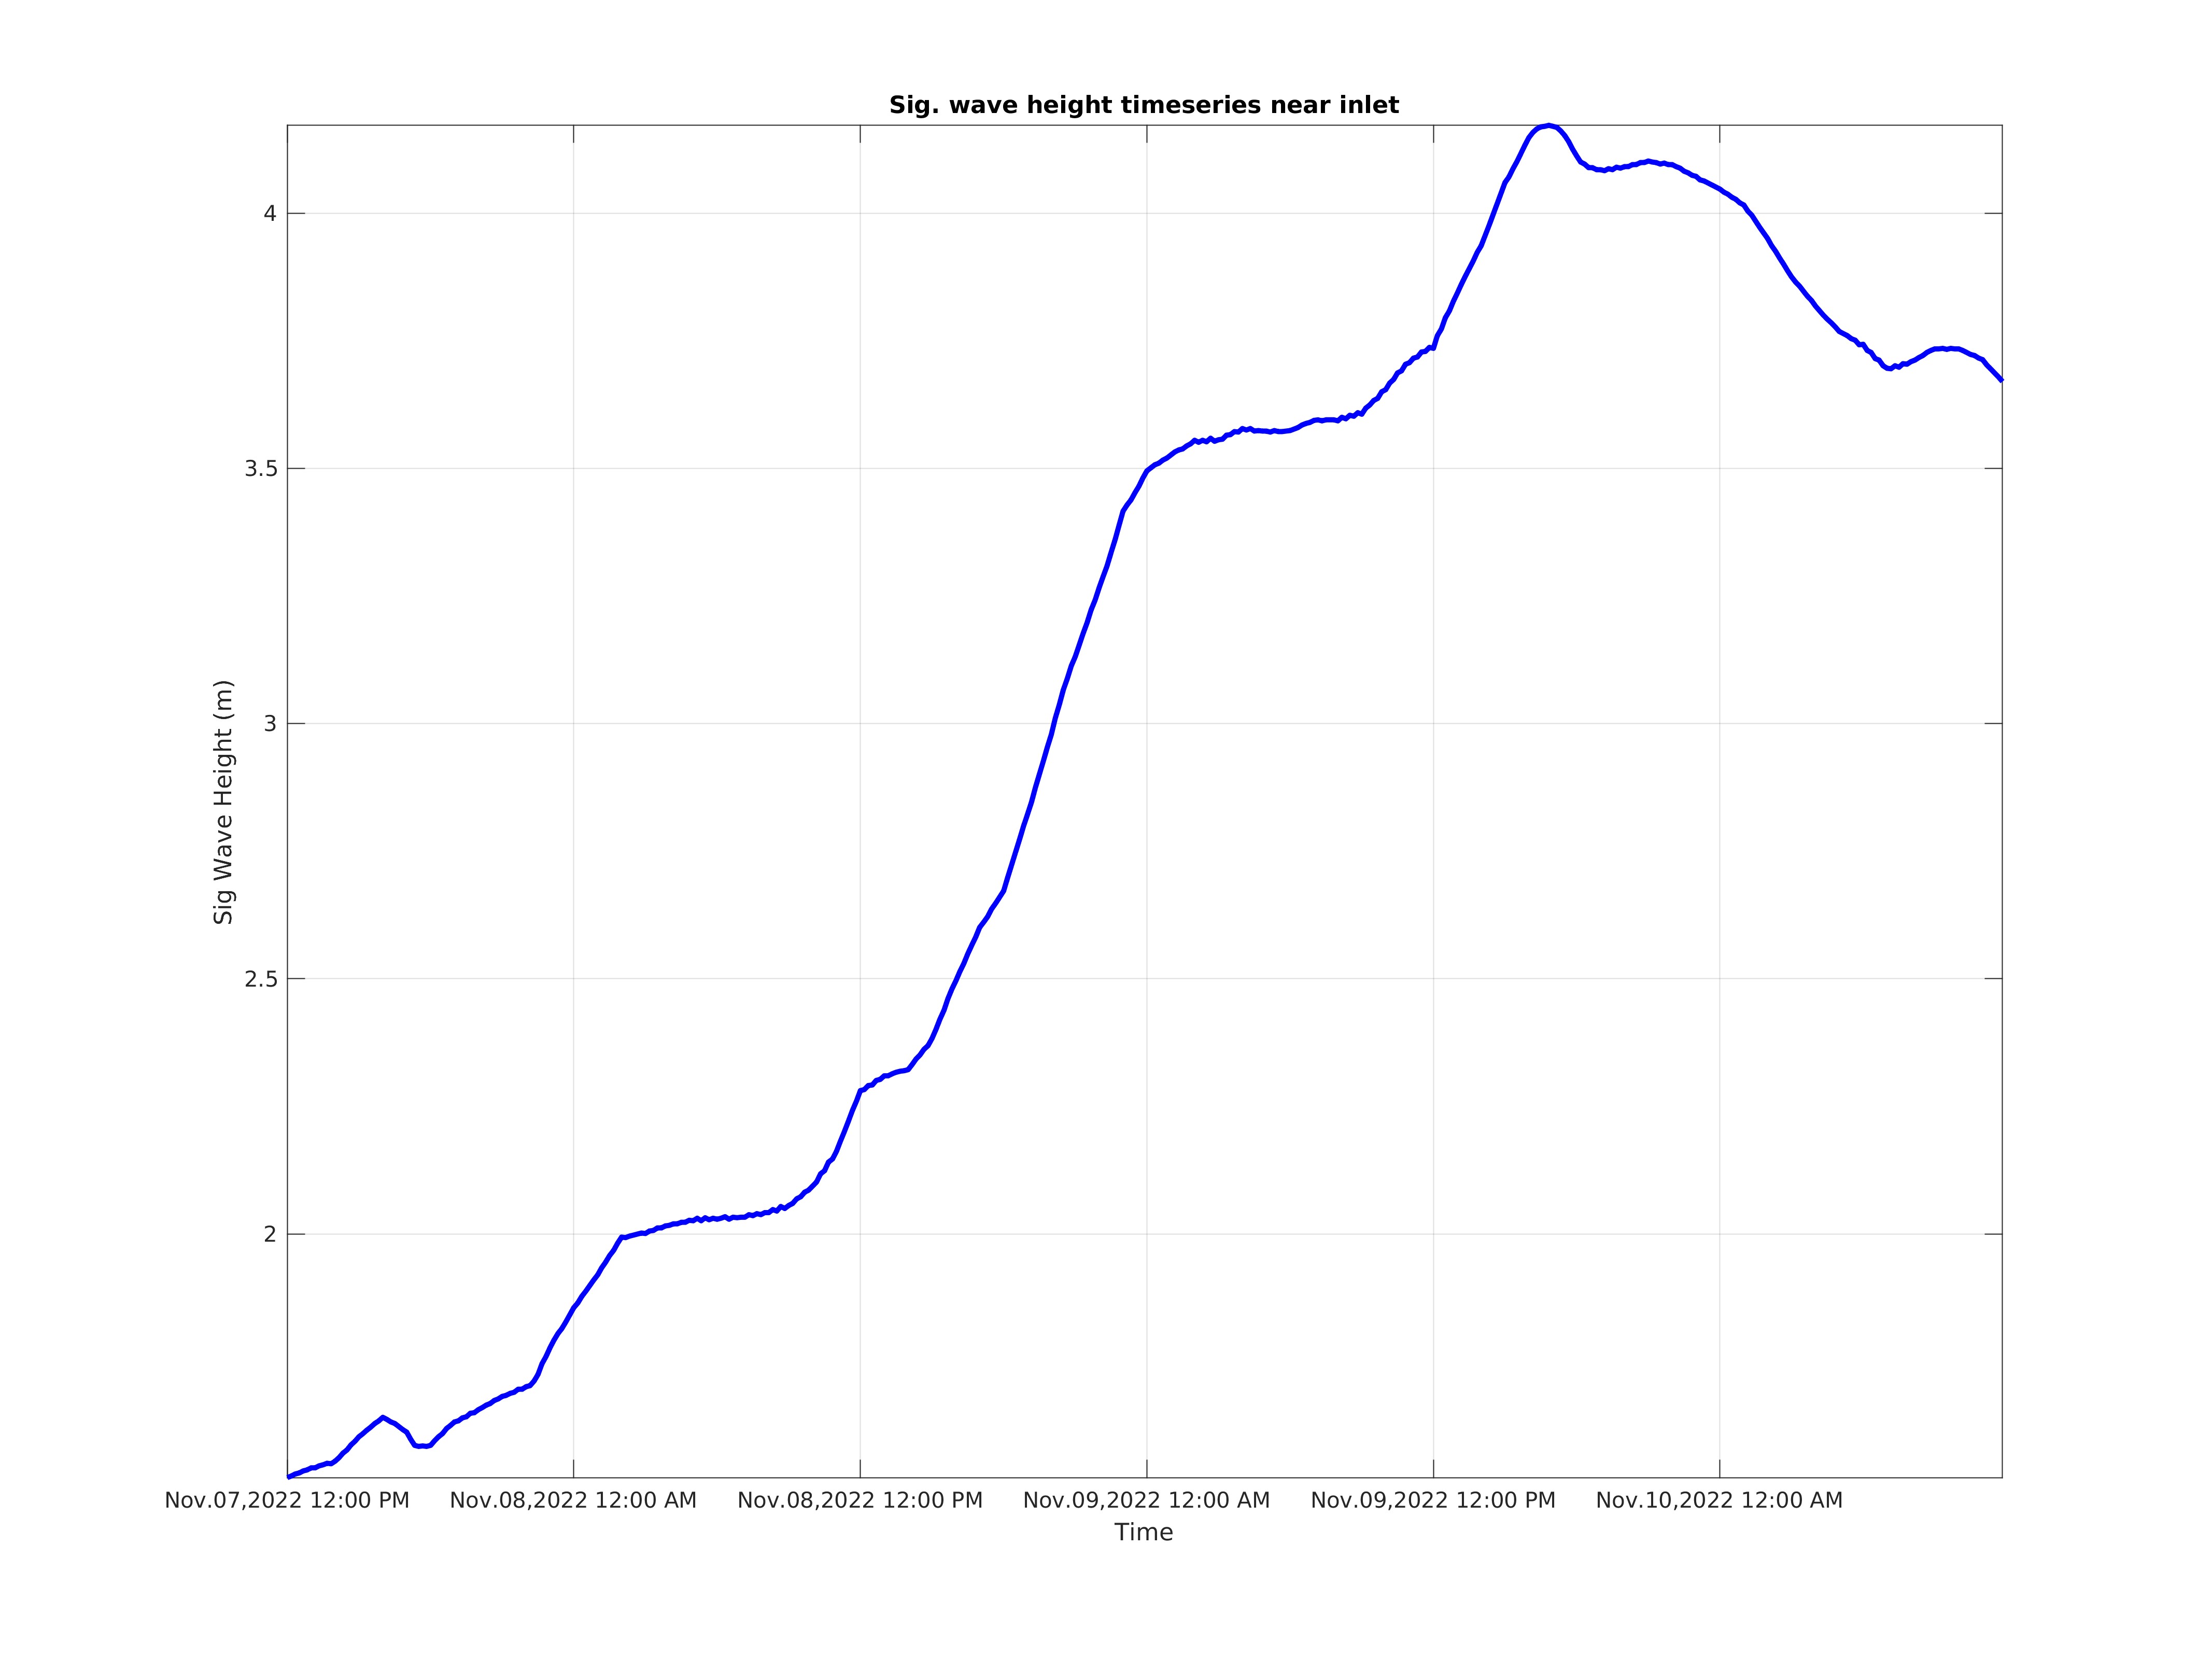 Sig. wave height timeseries near inlet
4
3.5
3
2.5
2
Sig Wave Height (m)
Nov.07,2022 12:00 PM Nov.08,2022 12:00 AM Nov.08,2022 12:00 PM Nov.09,2022 12:00 AM Nov.09,2022 12:00 PM Nov.10,2022 12:00 AM
Time